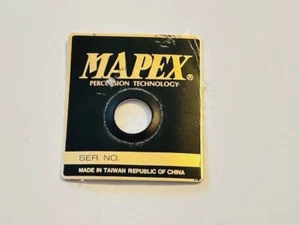 MAPEX®
PERCUSSION TECHNOLOGY
SER. NO.
MADE IN TAIWAN REPUBLIC OF CHINA